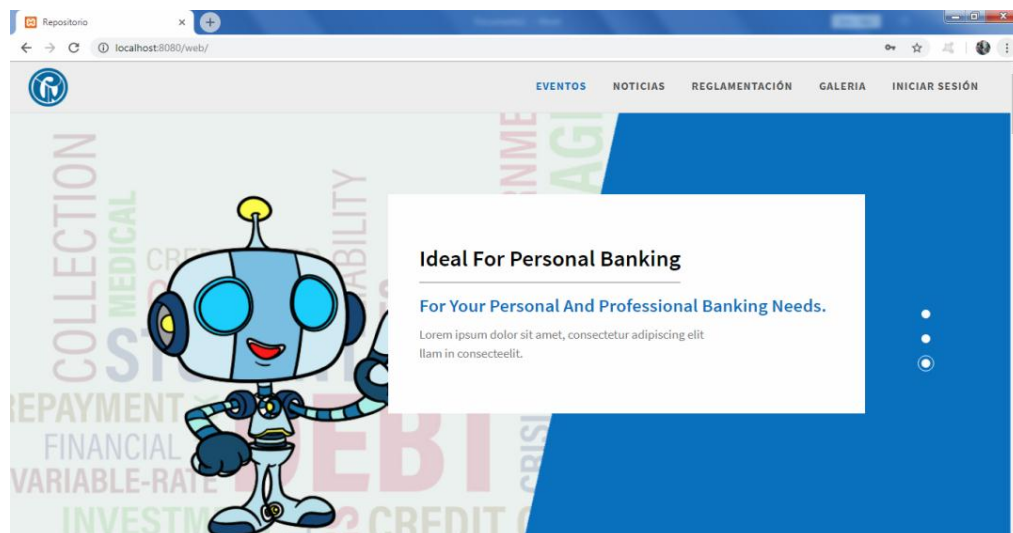 Repositorio
localhost:8080/web/
EVENTOS NOTICIAS REGLAMENTACIÓN GALERIA INICIAR SESIÓN
COLLECTION
MEDICAL
Ideal For Personal Banking
For Your Personal And Professional Banking Needs.
Lorem ipsum dolor sit amet, consectetur adipiscing elit
llam in consecteelit.
FINANCIAL
DEBT
VARIABLE-RATE
CREDIT